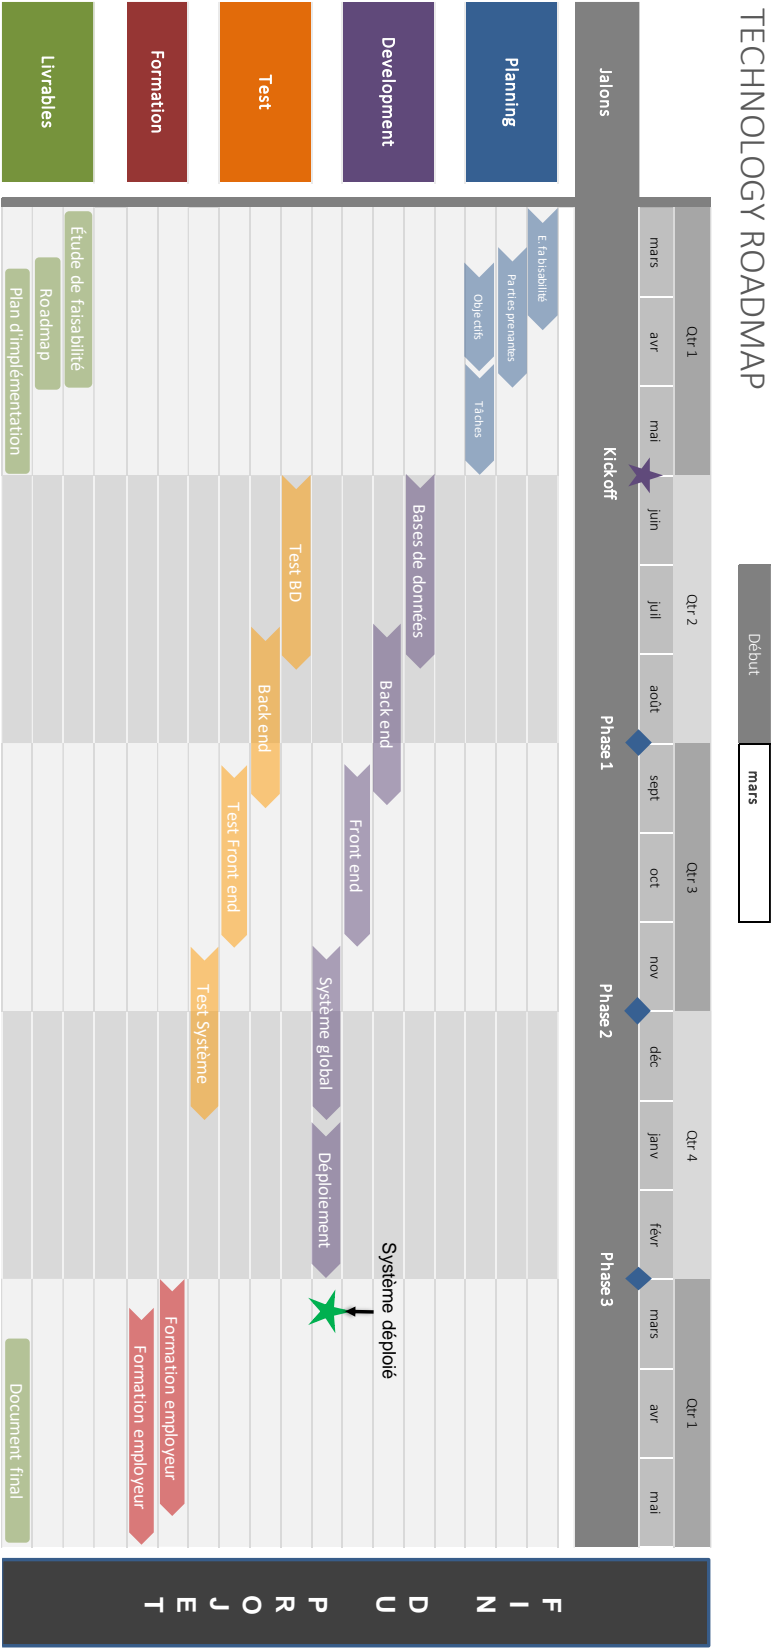 TECHNOLOGY ROADMAP
Début
mars
Qtr 1
Qtr 2
Qtr 3
Qtr 4
Qtr 1
mars
avr
mai
juin
juil
août
sept
oct
nov
déc
janv
févr
mars
avr
mai
Jalons
Kickoff
Phase 1
Phase 2
Phase 3
Planning
E. fabisabilité
Parties prenantes
Objectifs
Tâches
Development
Bases de données
Back end
Front end
Système global
Déploiement
Système déployé
Test
Test BD
Back end
Test Front end
Test Système
Formation
Formation employeur
Formation employeur
Livrables
Étude de faisabilité
Roadmap
Plan d'implémentation
Document final
FIN DU PROJET